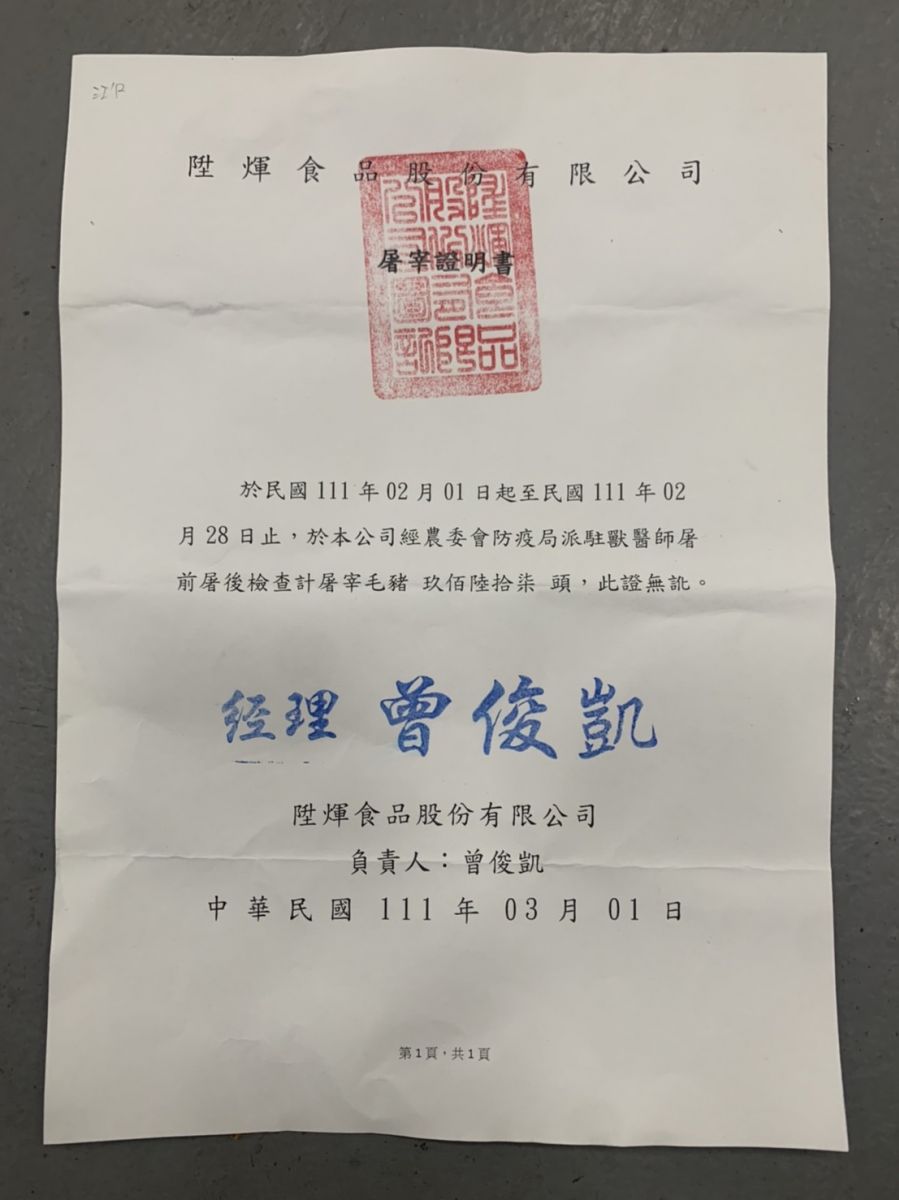 陞煇食品股份有限公司
屠宰證明書
於民國 111 年 02 月 01 日起至民國 111 年 02
月 28 日止，於本公司經農委會防疫局派駐獸醫師屠
前屠後檢查計屠宰毛豬 玖佰陸拾柒 頭，此證無訛。
经理 曾俊凱
陞煇食品股份有限公司
負責人：曾俊凱
中華民國 111 年 03 月 01 日
第1頁，共1頁